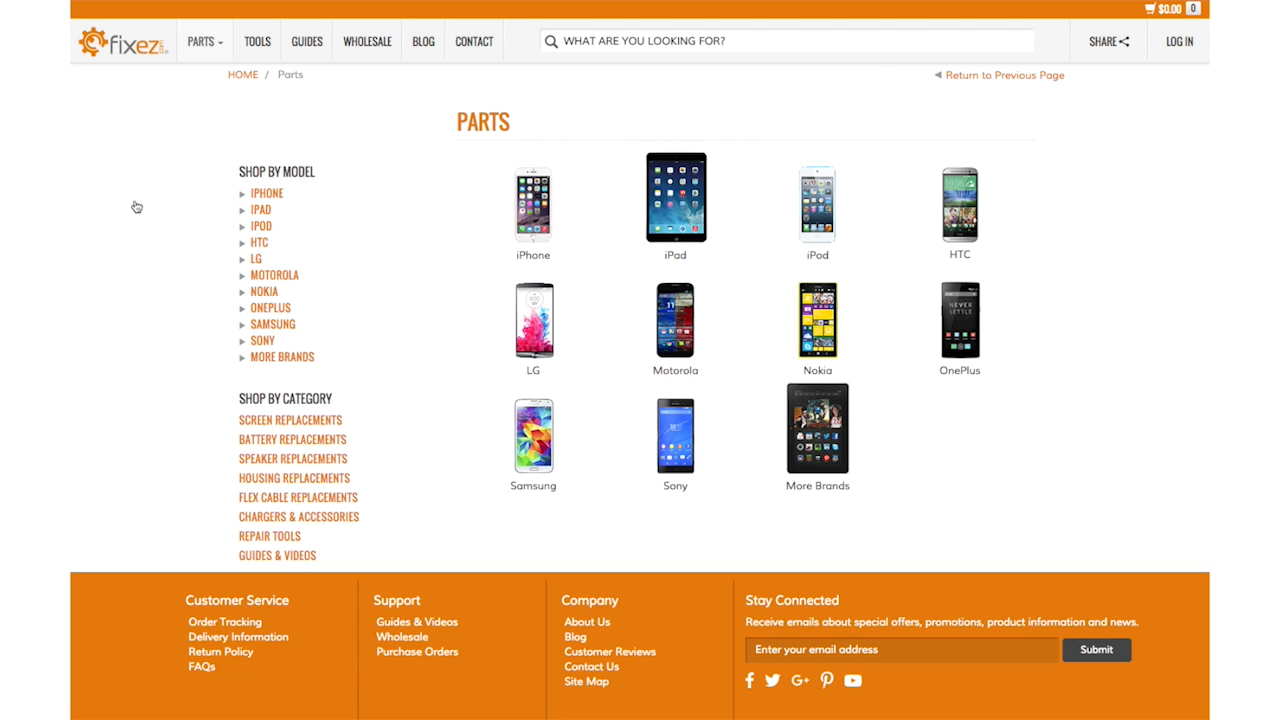 $0.00 0
fixez.com
PARTS
TOOLS
GUIDES
WHOLESALE
BLOG
CONTACT
WHAT ARE YOU LOOKING FOR?
SHARE
LOG IN
HOME / Parts
Return to Previous Page
PARTS
SHOP BY MODEL
IPHONE
IPAD
IPOD
HTC
LG
MOTOROLA
NOKIA
ONEPLUS
SAMSUNG
SONY
MORE BRANDS
SHOP BY CATEGORY
SCREEN REPLACEMENTS
BATTERY REPLACEMENTS
SPEAKER REPLACEMENTS
HOUSING REPLACEMENTS
FLEX CABLE REPLACEMENTS
CHARGERS & ACCESSORIES
REPAIR TOOLS
GUIDES & VIDEOS
iPhone
iPad
iPod
HTC
NEVER
SETTLE
LG
Motorola
Nokia
OnePlus
Samsung
Sony
More Brands
Customer Service
Order Tracking
Delivery Information
Return Policy
FAQs
Support
Guides & Videos
Wholesale
Purchase Orders
Company
About Us
Blog
Customer Reviews
Contact Us
Site Map
Stay Connected
Receive emails about special offers, promotions, product information and news.
Enter your email address
Submit